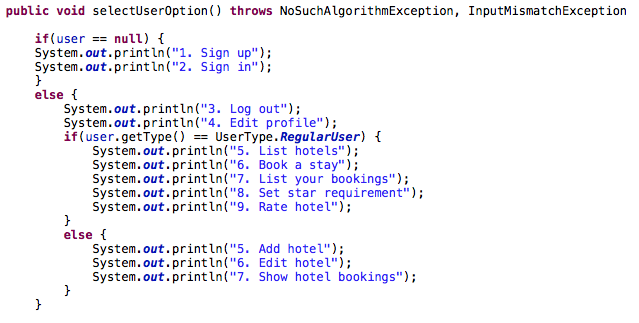 public void selectUserOption() throws NoSuchAlgorithmException, InputMismatchException
if(user == null) {
System.out.println("1. Sign up");
System.out.println("2. Sign in");
}
else {
System.out.println("3. Log out");
System.out.println("4. Edit profile");
if(user.getType() == UserType.RegularUser) {
System.out.println("5. List hotels");
System.out.println("6. Book a stay");
System.out.println("7. List your bookings");
System.out.println("8. Set star requirement");
System.out.println("9. Rate hotel");
}
else {
System.out.println("5. Add hotel");
System.out.println("6. Edit hotel");
System.out.println("7. Show hotel bookings");
}
}